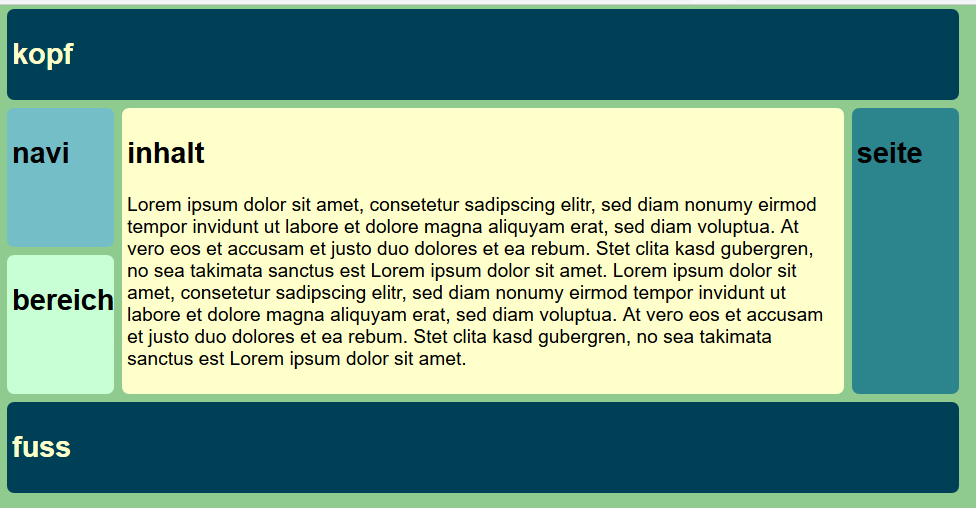 kopf
navi
bereich
inhalt
Lorem ipsum dolor sit amet, consetetur sadipscing elitr, sed diam nonumy eirmod
tempor invidunt ut labore et dolore magna aliquyam erat, sed diam voluptua. At
vero eos et accusam et justo duo dolores et ea rebum. Stet clita kasd gubergren,
no sea takimata sanctus est Lorem ipsum dolor sit amet. Lorem ipsum dolor sit
amet, consetetur sadipscing elitr, sed diam nonumy eirmod tempor invidunt ut
labore et dolore magna aliquyam erat, sed diam voluptua. At vero eos et accusam
et justo duo dolores et ea rebum. Stet clita kasd gubergren, no sea takimata
sanctus est Lorem ipsum dolor sit amet.
seite
fuss